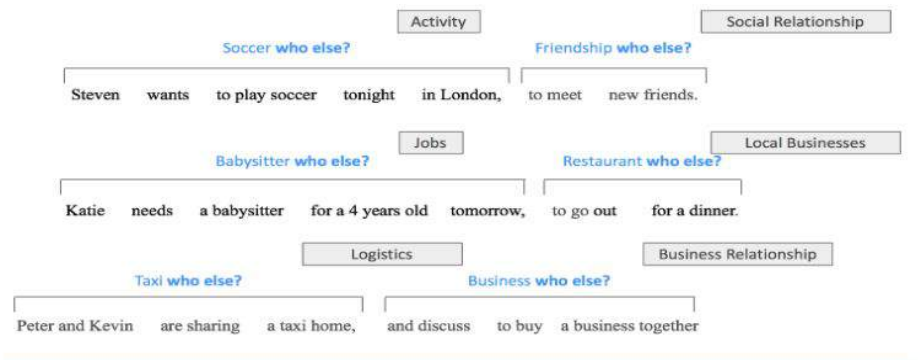 Activity Social Relationship
Soccer who else? Friendship who else?
Steven wants to play soccer tonight in London, to meet new friends.
Jobs Local Businesses
Babysitter who else? Restaurant who else?
Katie needs a babysitter for a 4 years old tomorrow, to go out for a dinner.
Logistics Business Relationship
Taxi who else? Business who else?
Peter and Kevin are sharing a taxi home, and discuss to buy a business together